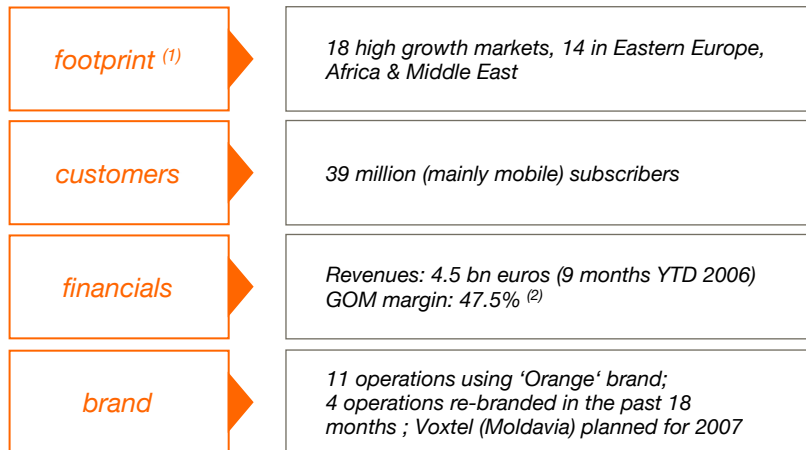 footprint (1)
18 high growth markets, 14 in Eastern Europe,
Africa & Middle East
customers
39 million (mainly mobile) subscribers
financials
Revenues: 4.5 bn euros (9 months YTD 2006)
GOM margin: 47.5% (2)
brand
11 operations using ‘Orange‘ brand;
4 operations re-branded in the past 18
months ; Voxtel (Moldavia) planned for 2007